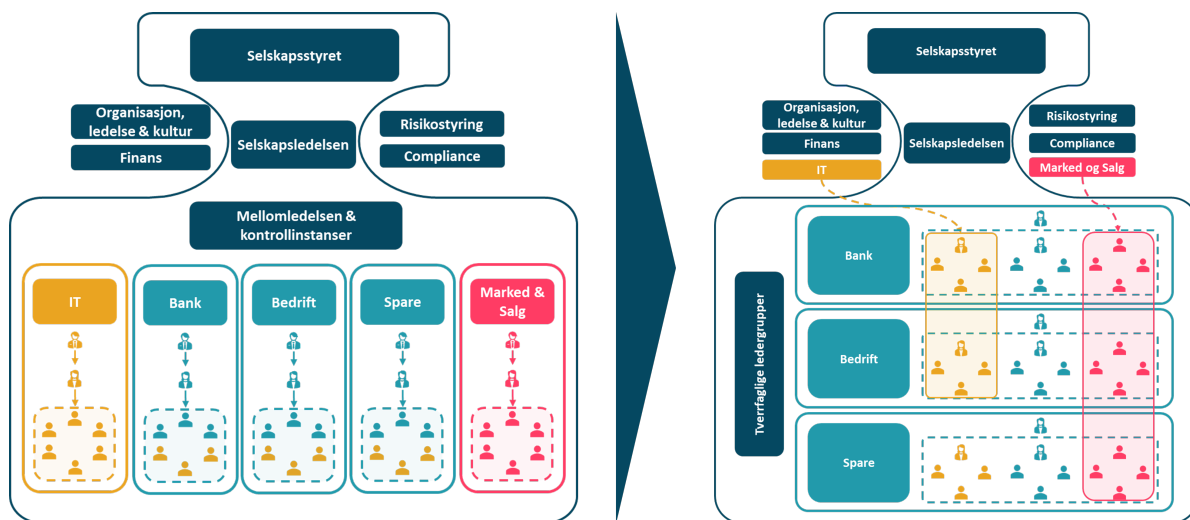 Selskapsstyret
Organisasjon,
ledelse & kultur
Finans
Selskapsledelsen
Risikostyring
Compliance
Mellomledelsen &
kontrollinstanser
IT
Bank
Bedrift
Spare
Marked &
Salg
Selskapsstyret
Organisasjon,
ledelse & kultur
Finans
IT
Selskapsledelsen
Risikostyring
Compliance
Marked og Salg
Tverrfaglige ledergrupper
Bank
Bedrift
Spare